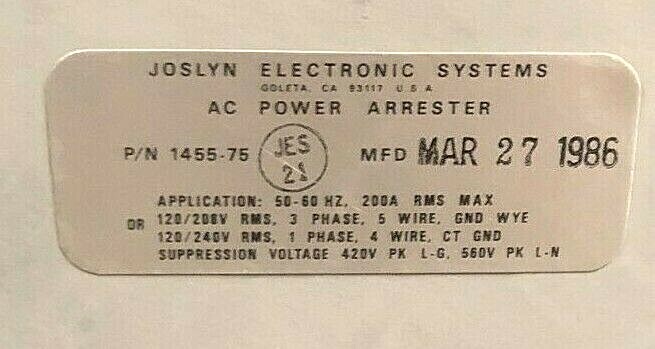 JOSLYN ELECTRONIC SYSTEMS
GOLETA, CA 93117 U S A
AC POWER ARRESTER
P/N 1455-75
JES
21
MFD MAR 27 1986
APPLICATION: 50-60 HZ, 200A RMS MAX
120/208V RMS, 3 PHASE, 5 WIRE, GND WYE
OR
120/240V RMS, 1 PHASE, 4 WIRE, CT GND
SUPPRESSION VOLTAGE 420V PK L-G, 560V PK L-N